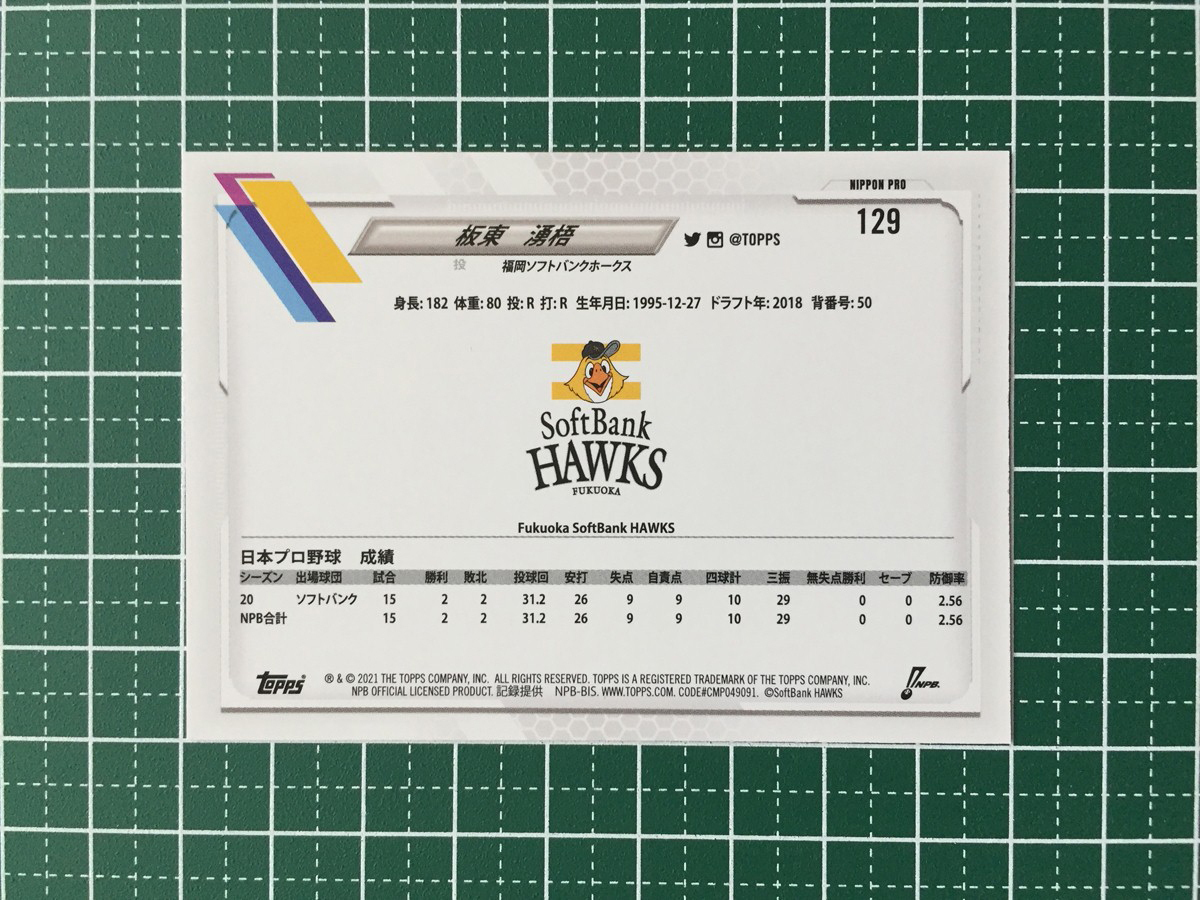 NIPPON PRO
129
板東 湧梧
@TOPPS
投 福岡ソフトバンクホークス
身長: 182 体重: 80 投: R 打: R 生年月日: 1995-12-27 ドラフト年: 2018 背番号: 50
SoftBank
HAWKS
FUKUOKA
Fukuoka SoftBank HAWKS
日本プロ野球 成績
シーズン 出場球団 試合 勝利 敗北 投球回 安打 失点 自責点 四球計 三振 無失点勝利 セーブ 防御率
20 ソフトバンク 15 2 2 31.2 26 9 9 10 29 0 0 2.56
NPB合計 15 2 2 31.2 26 9 9 10 29 0 0 2.56
topps
® & © 2021 THE TOPPS COMPANY, INC. ALL RIGHTS RESERVED. TOPPS IS A REGISTERED TRADEMARK OF THE TOPPS COMPANY, INC.
NPB OFFICIAL LICENSED PRODUCT. 記録提供 NPB-BIS. WWW.TOPPS.COM. CODE#CMP049091. ©SoftBank HAWKS
NPB.